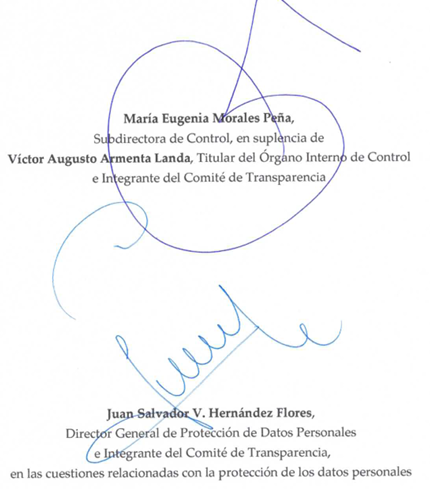 María Eugenia Morales Peña,
Subdirectora de Control, en suplencia de
Víctor Augusto Armenta Landa, Titular del Órgano Interno de Control
e Integrante del Comité de Transparencia
Juan Salvador V. Hernández Flores,
Director General de Protección de Datos Personales
e Integrante del Comité de Transparencia,
en las cuestiones relacionadas con la protección de los datos personales